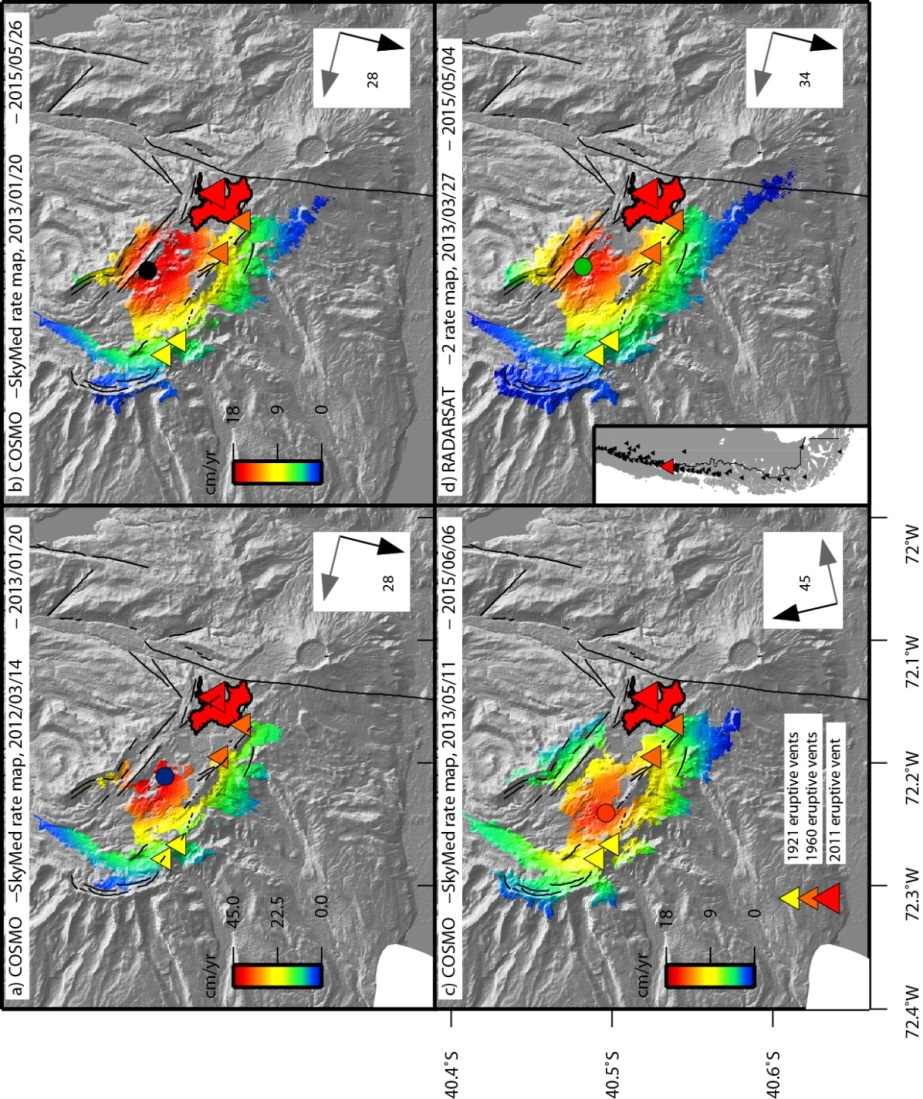 a) COSMO −SkyMed rate map, 2012/03/14 − 2013/01/20
cm/yr
45.0
22.5
0.0
28
b) COSMO −SkyMed rate map, 2013/01/20 − 2015/05/26
cm/yr
18
9
0
28
c) COSMO −SkyMed rate map, 2013/05/11 − 2015/06/06
cm/yr
18
9
0
45
1921 eruptive vents
1960 eruptive vents
2011 eruptive vent
d) RADARSAT −2 rate map, 2013/03/27 − 2015/05/04
34
40.4°S
40.5°S
40.6°S
72.4°W
72.3°W
72.2°W
72.1°W
72°W